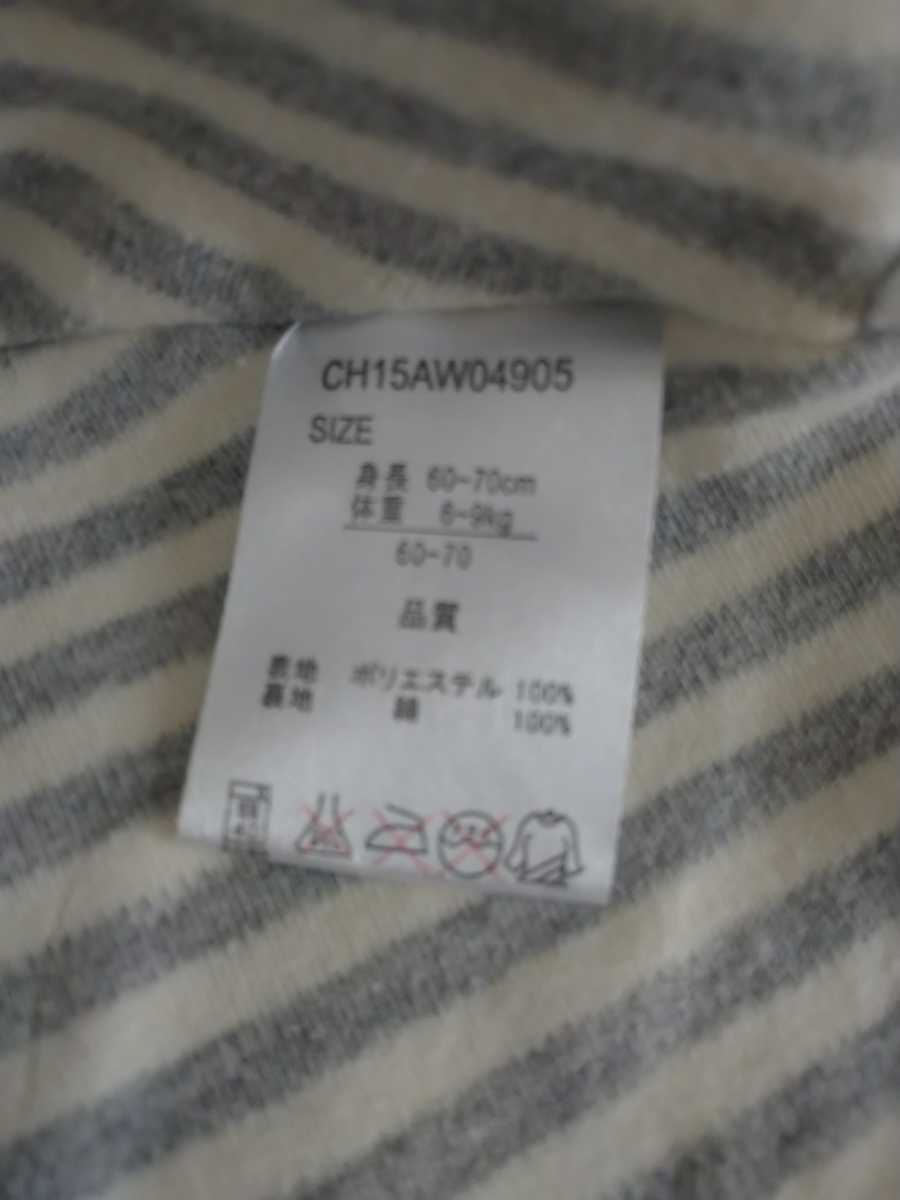 CH15AW04905
SIZE
身長 60-70cm
体重 6-9kg
60-70
品質
表地 ポリエステル 100%
裏地 綿 100%